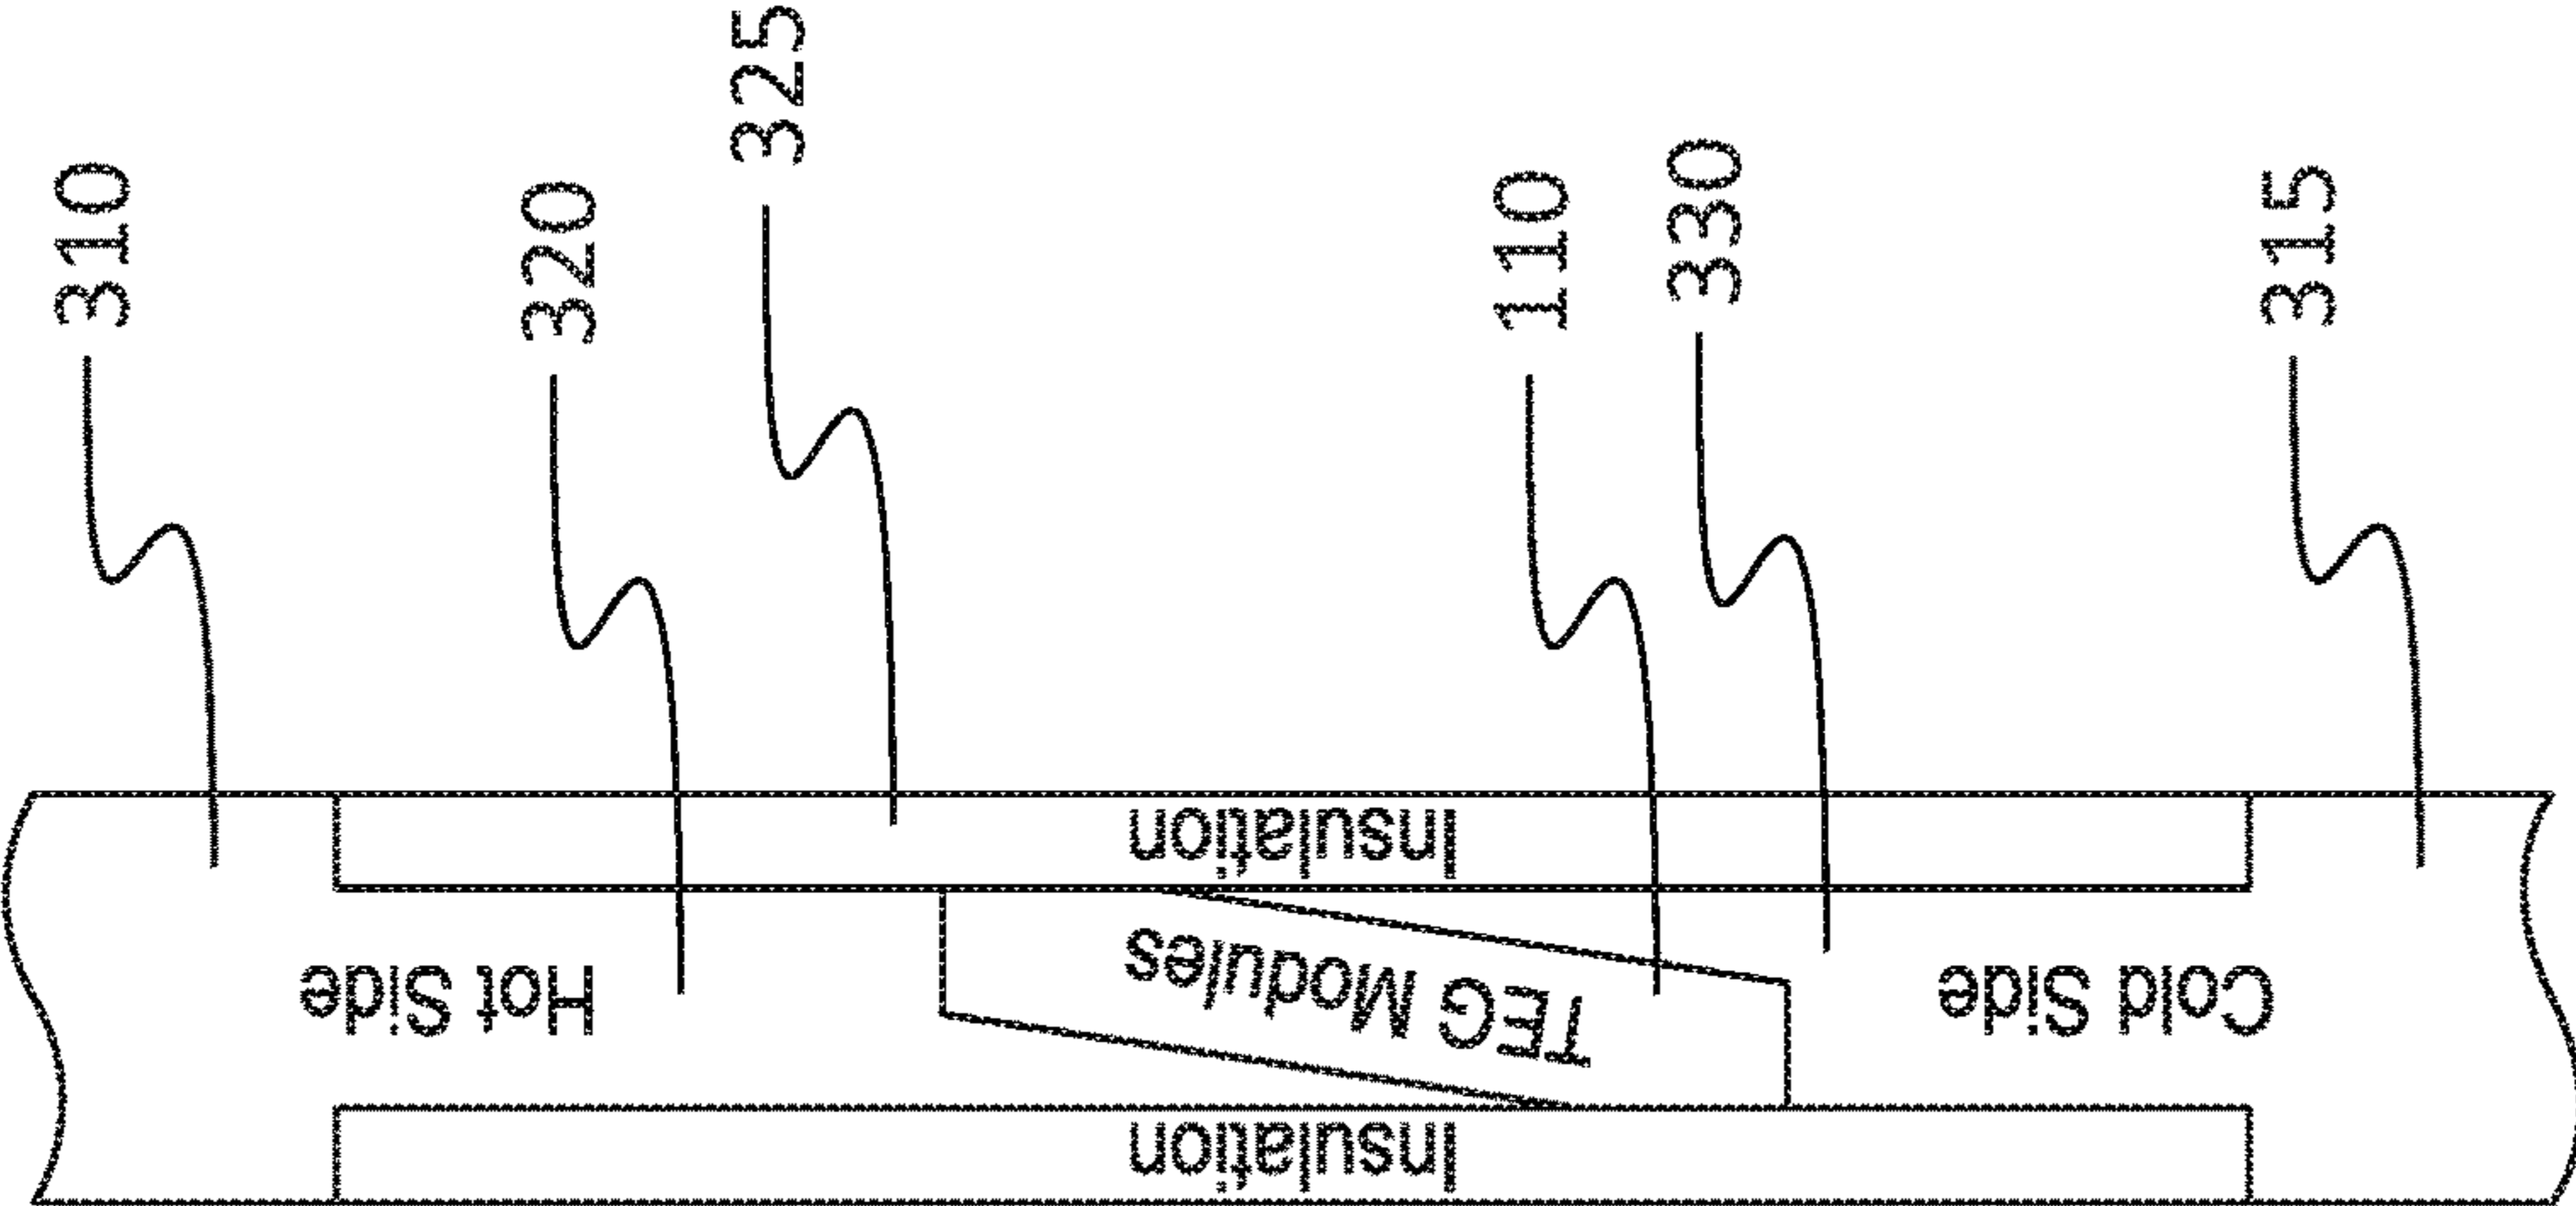 310
320
325
110
330
315
Insulation
Hot Side
TEG Modules
Cold Side
Insulation